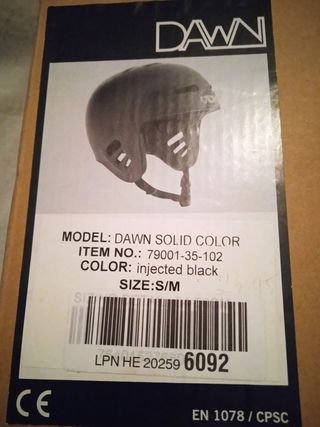 DAWN
MODEL: DAWN SOLID COLOR
ITEM NO.: 79001-35-102
COLOR: injected black
SIZE:S/M
LPN HE 20259 6092
CE
EN 1078 / CPSC